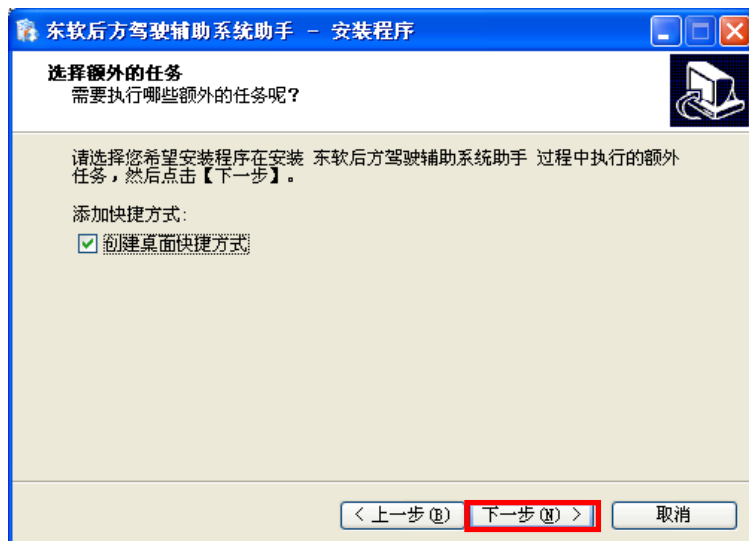 东软后方驾驶辅助系统助手 - 安装程序
选择额外的任务
需要执行哪些额外的任务呢?
请选择您希望安装程序在安装 东软后方驾驶辅助系统助手 过程中执行的额外
任务,然后点击【下一步】。
添加快捷方式:
创建桌面快捷方式
< 上一步(B) 下一步(N) > 取消